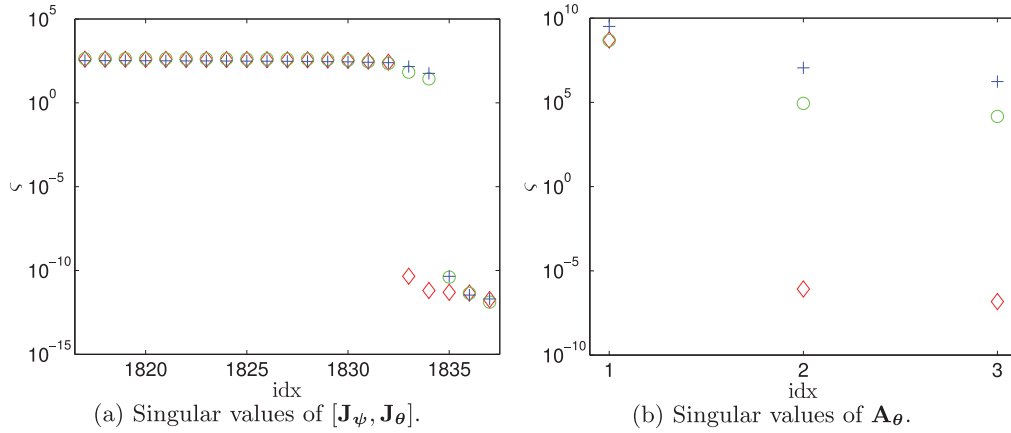 10^5
10^0
10^−5
10^−10
10^−15
ς
1820
1825
1830
1835
idx
(a) Singular values of [J_ψ, J_θ].
10^10
10^5
10^0
10^−5
10^−10
ς
1
2
3
idx
(b) Singular values of A_θ.